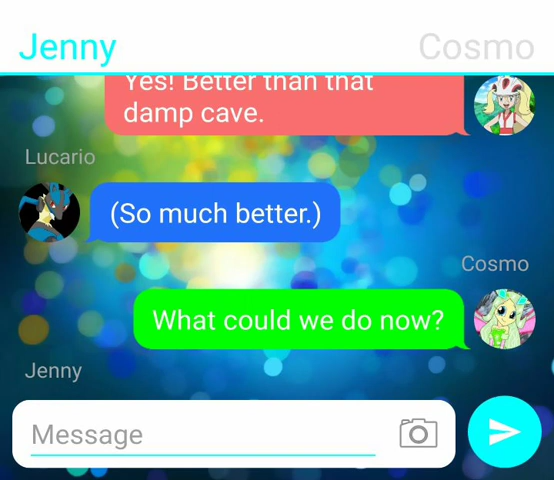 Jenny
Cosmo
Yes! Better than that
damp cave.
Lucario
(So much better.)
Cosmo
What could we do now?
Jenny
Message